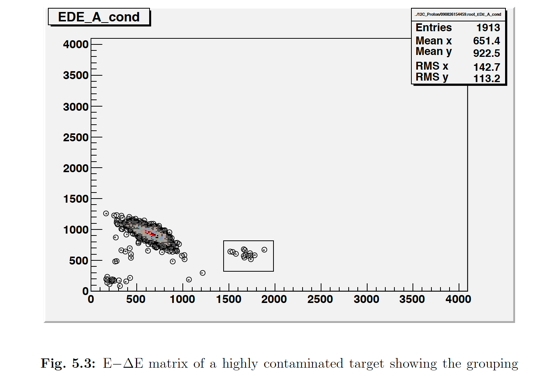 EDE_A_cond
EDE_A_cond
Entries 1913
Mean x 651.4
Mean y 922.5
RMS x 142.7
RMS y 113.2
4000
3500
3000
2500
2000
1500
1000
500
0
0 500 1000 1500 2000 2500 3000 3500 4000
Fig. 5.3: E−ΔE matrix of a highly contaminated target showing the grouping